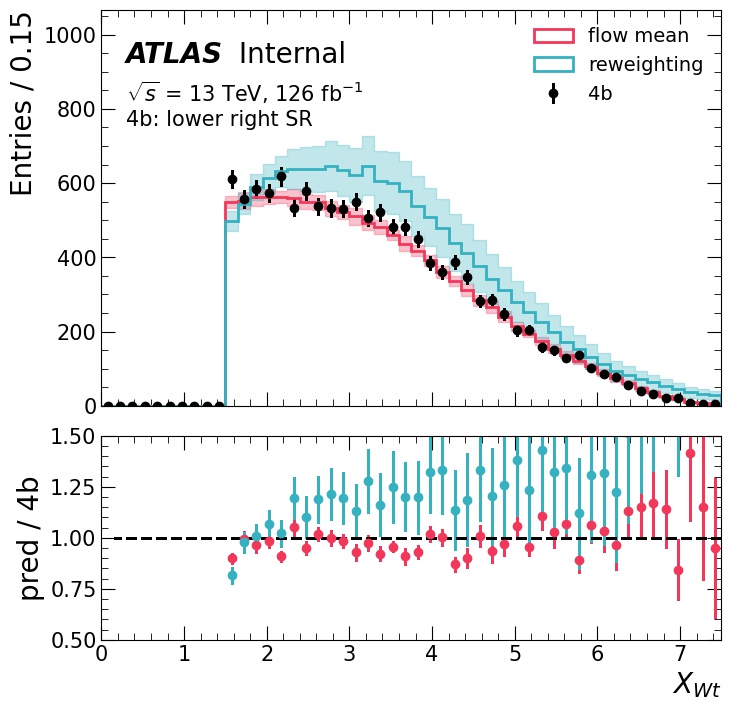 Entries / 0.15
1000
800
600
400
200
0
ATLAS Internal
√s = 13 TeV, 126 fb⁻¹
4b: lower right SR
flow mean
reweighting
4b
pred / 4b
1.50
1.25
1.00
0.75
0.50
0 1 2 3 4 5 6 7
X_{Wt}